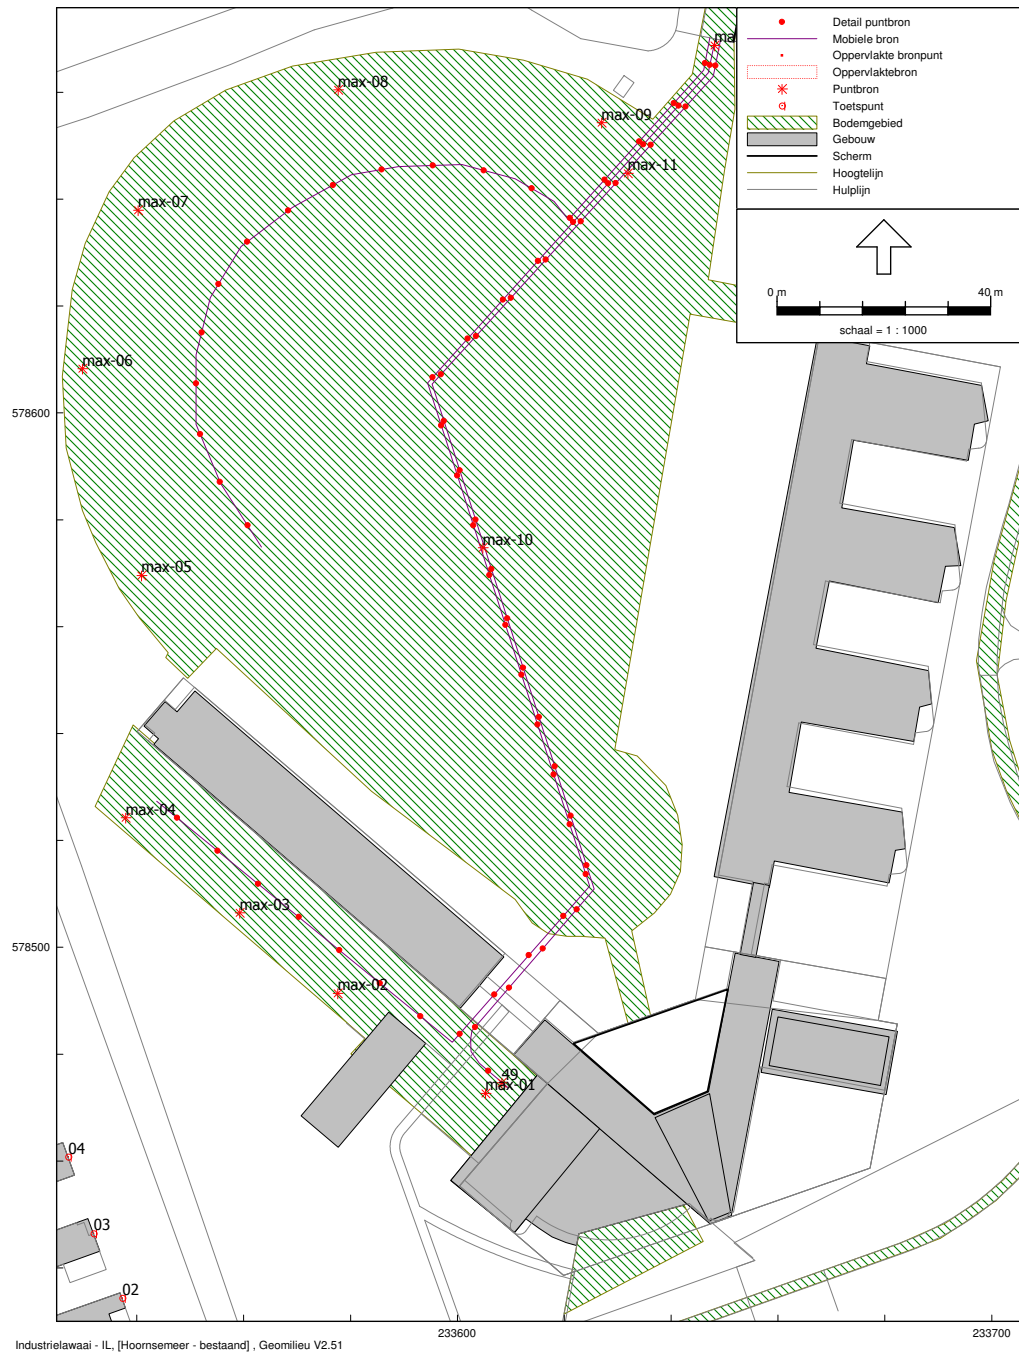 Detail puntbron
Mobiele bron
Oppervlakte bronpunt
Oppervlaktebron
Puntbron
Toetspunt
Bodemgebied
Gebouw
Scherm
Hoogtelijn
Hulplijn
0 m
40 m
schaal = 1 : 1000
ma
max-08
max-09
max-11
max-07
max-06
578600
max-10
max-05
max-04
max-03
578500
max-02
49
max-01
04
03
02
233600
233700
Industrielawaai - IL, [Hoornsemeer - bestaand] , Geomilieu V2.51